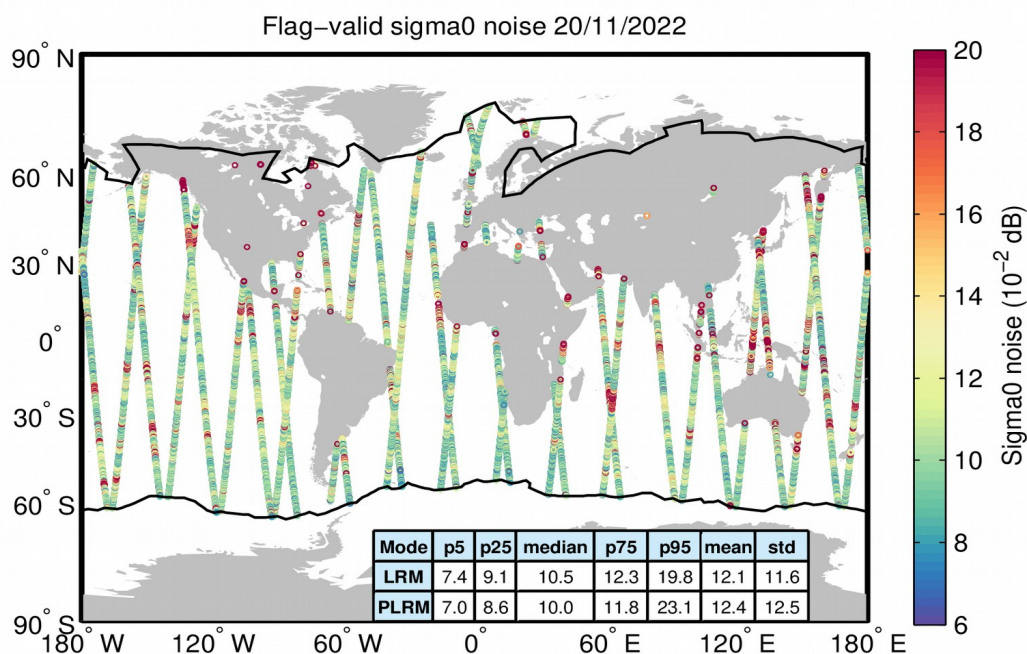 Flag−valid sigma0 noise 20/11/2022
90° N
60° N
30° N
0°
30° S
60° S
90° S
180° W 120° W 60° W 0° 60° E 120° E 180° E
20
18
16
14
12
10
8
6
Sigma0 noise (10⁻² dB)
Mode p5 p25 median p75 p95 mean std
LRM 7.4 9.1 10.5 12.3 19.8 12.1 11.6
PLRM 7.0 8.6 10.0 11.8 23.1 12.4 12.5